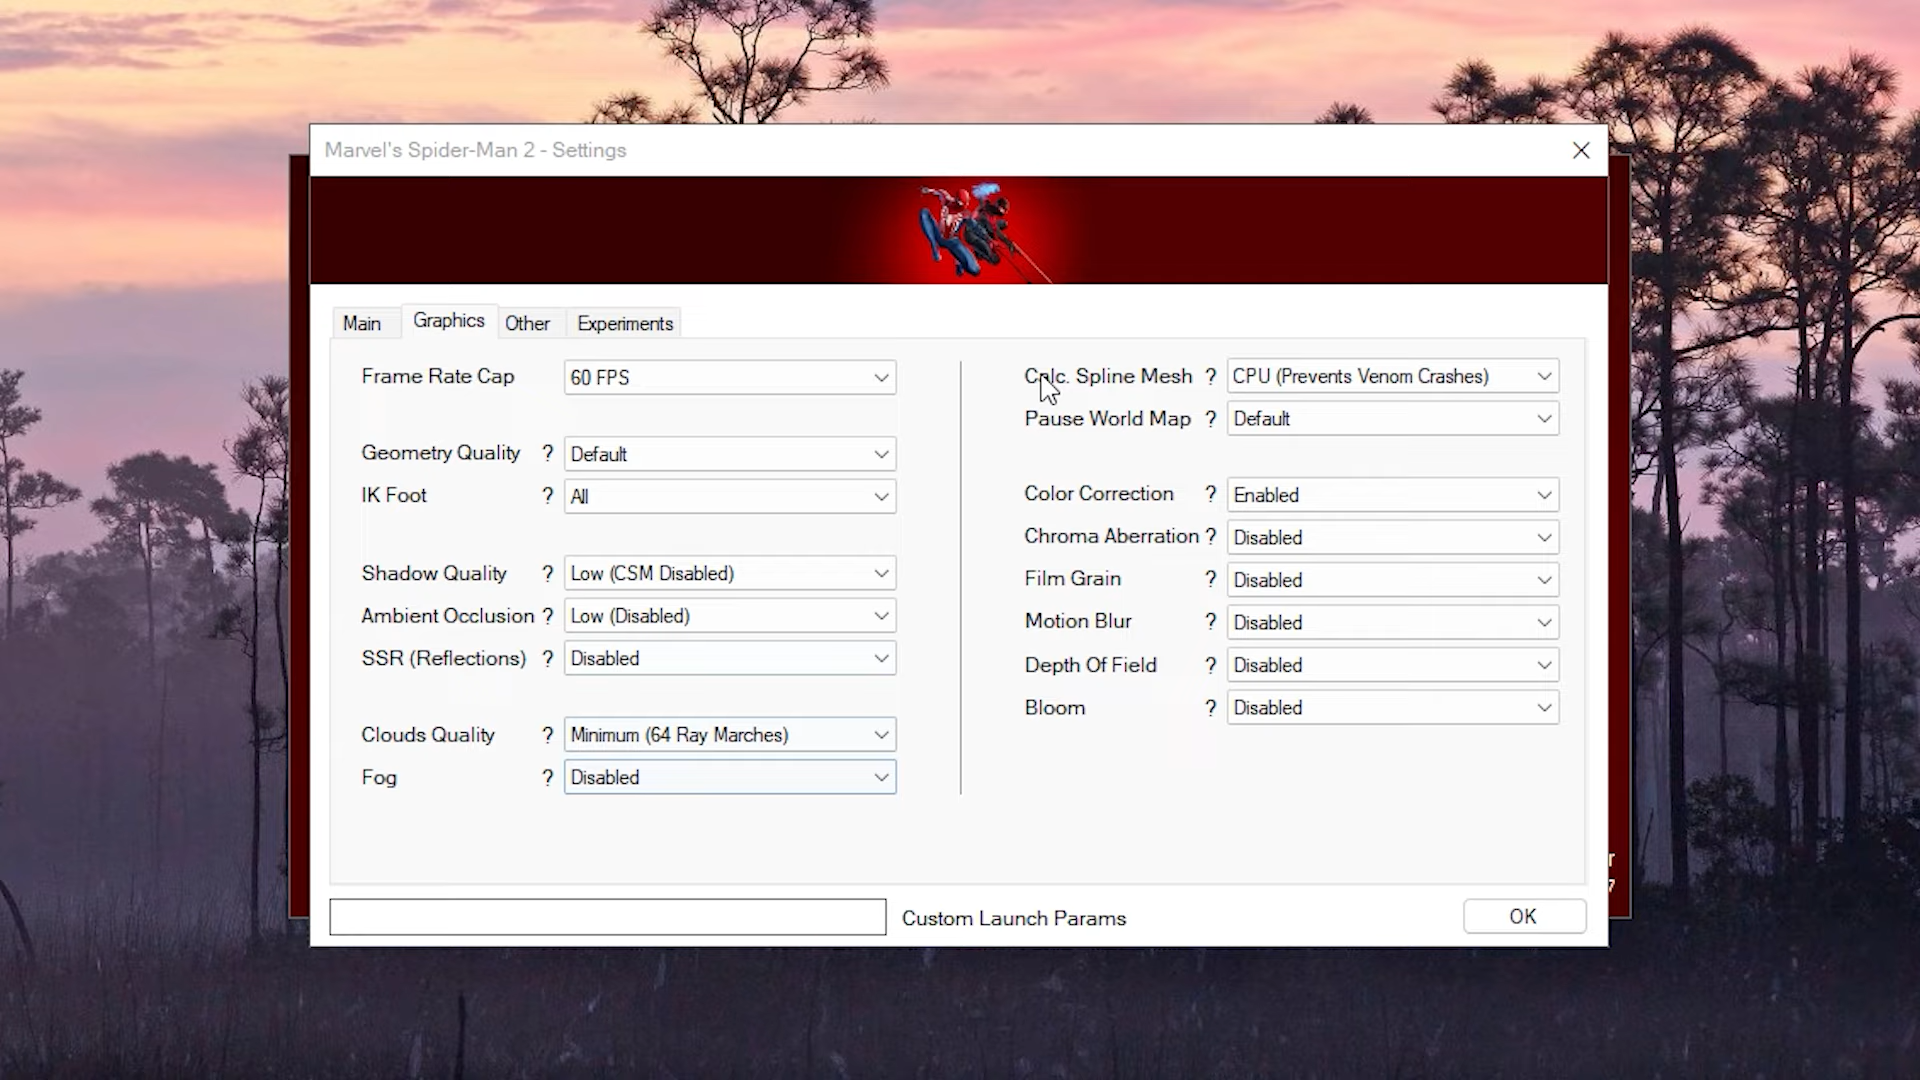 Marvel's Spider-Man 2 - Settings
Main
Graphics
Other
Experiments
Frame Rate Cap
60 FPS
Geometry Quality ? Default
IK Foot ? All
Shadow Quality ? Low (CSM Disabled)
Ambient Occlusion ? Low (Disabled)
SSR (Reflections) ? Disabled
Clouds Quality ? Minimum (64 Ray Marches)
Fog ? Disabled
Calc. Spline Mesh ? CPU (Prevents Venom Crashes)
Pause World Map ? Default
Color Correction ? Enabled
Chroma Aberration ? Disabled
Film Grain ? Disabled
Motion Blur ? Disabled
Depth Of Field ? Disabled
Bloom ? Disabled
r
7
Custom Launch Params
OK